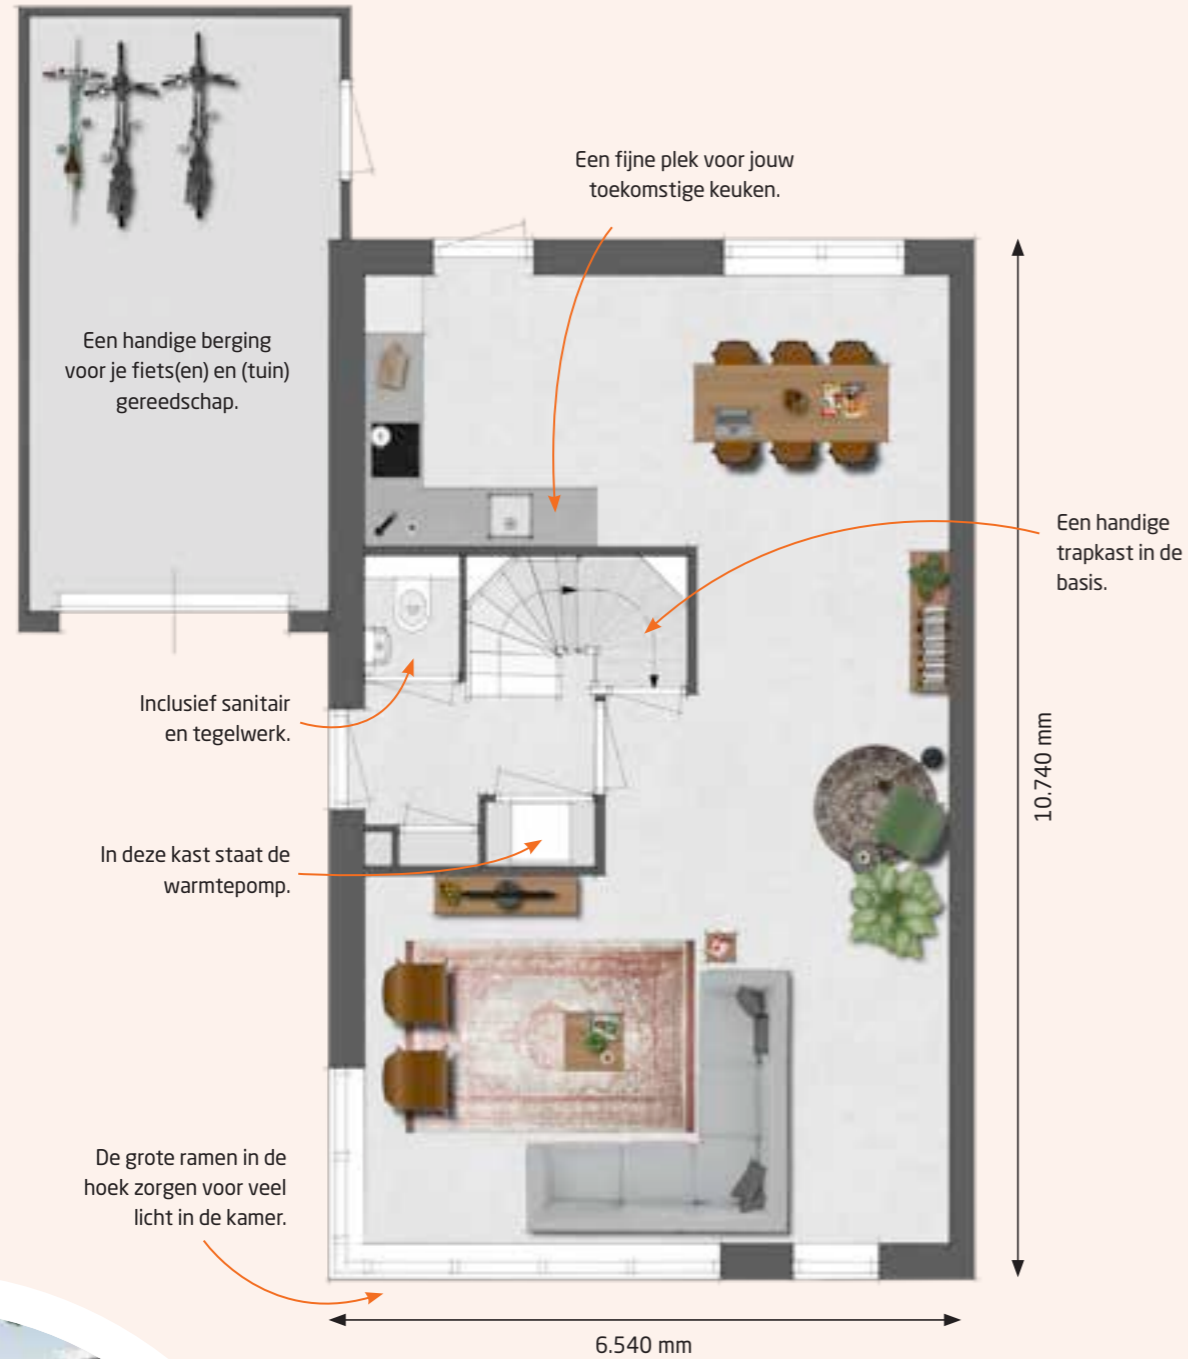 Een fijne plek voor jouw
toekomstige keuken.
Een handige berging
voor je fiets(en) en (tuin)
gereedschap.
Een handige
trapkast in de
basis.
Inclusief sanitair
en tegelwerk.
10.740 mm
In deze kast staat de
warmtepomp.
De grote ramen in de
hoek zorgen voor veel
licht in de kamer.
6.540 mm